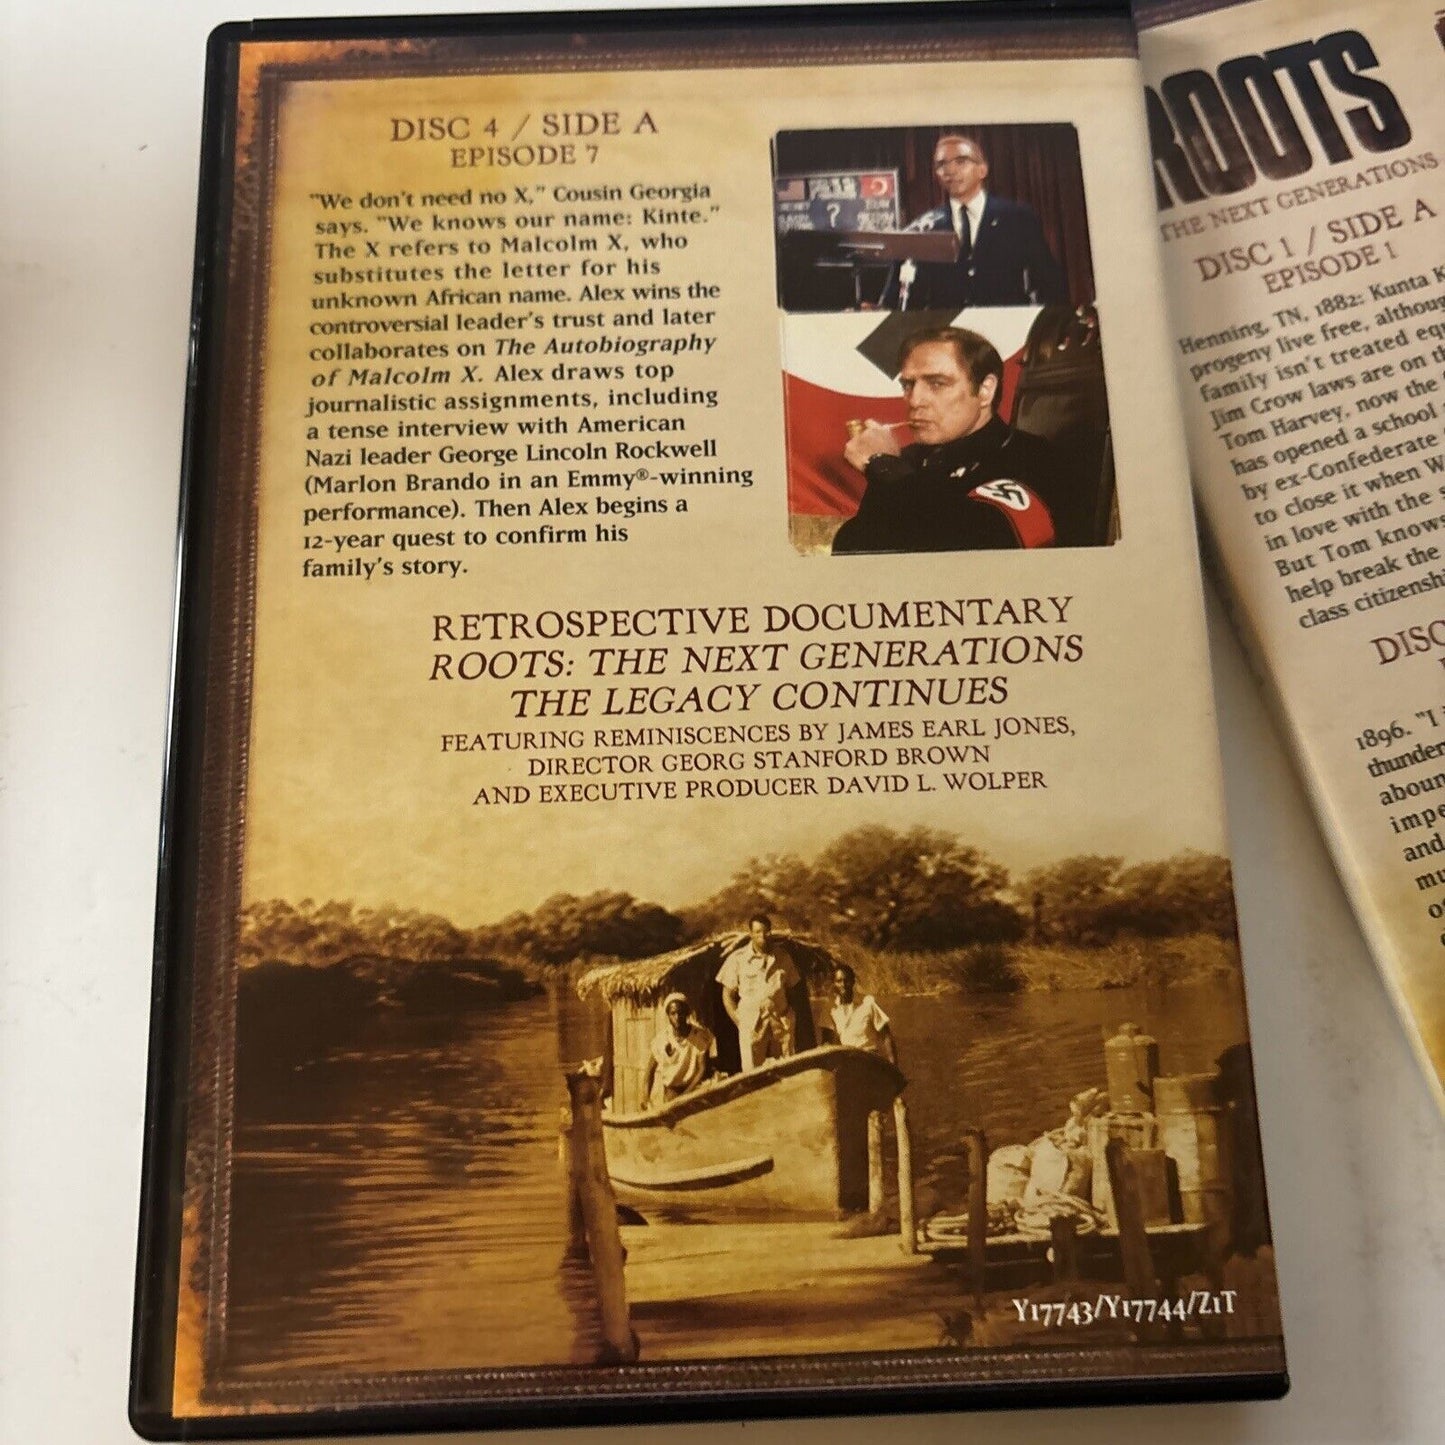 DISC 4 / SIDE A
EPISODE 7
"We don't need no X," Cousin Georgia
says. "We knows our name: Kinte."
The X refers to Malcolm X, who
substitutes the letter for his
unknown African name. Alex wins the
controversial leader's trust and later
collaborates on The Autobiography
of Malcolm X. Alex draws top
journalistic assignments, including
a tense interview with American
Nazi leader George Lincoln Rockwell
(Marlon Brando in an Emmy®-winning
performance). Then Alex begins a
12-year quest to confirm his
family's story.
?
RETROSPECTIVE DOCUMENTARY
ROOTS: THE NEXT GENERATIONS
THE LEGACY CONTINUES
FEATURING REMINISCENCES BY JAMES EARL JONES,
DIRECTOR GEORG STANFORD BROWN
AND EXECUTIVE PRODUCER DAVID L. WOLPER
Y17743/Y17744/Z1T
ROOTS
THE NEXT GENERATIONS
DISC 1 / SIDE A
EPISODE 1
Henning, TN, 1882: Kunta K
progeny live free, althoug
family isn't treated equ
Jim Crow laws are on th
Tom Harvey, now the
has opened a school
by ex-Confederate
to close it when W
in love with the s
But Tom knows
help break the
class citizenshi
DISC
1896. "I
thunder
aboun
impe
and
mu